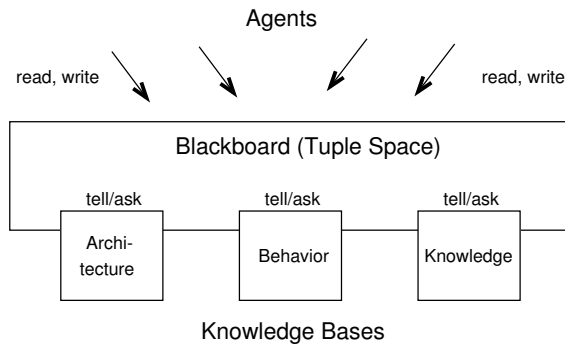 Agents
read, write
read, write
Blackboard (Tuple Space)
tell/ask
tell/ask
tell/ask
Archi-
tecture
Behavior
Knowledge
Knowledge Bases